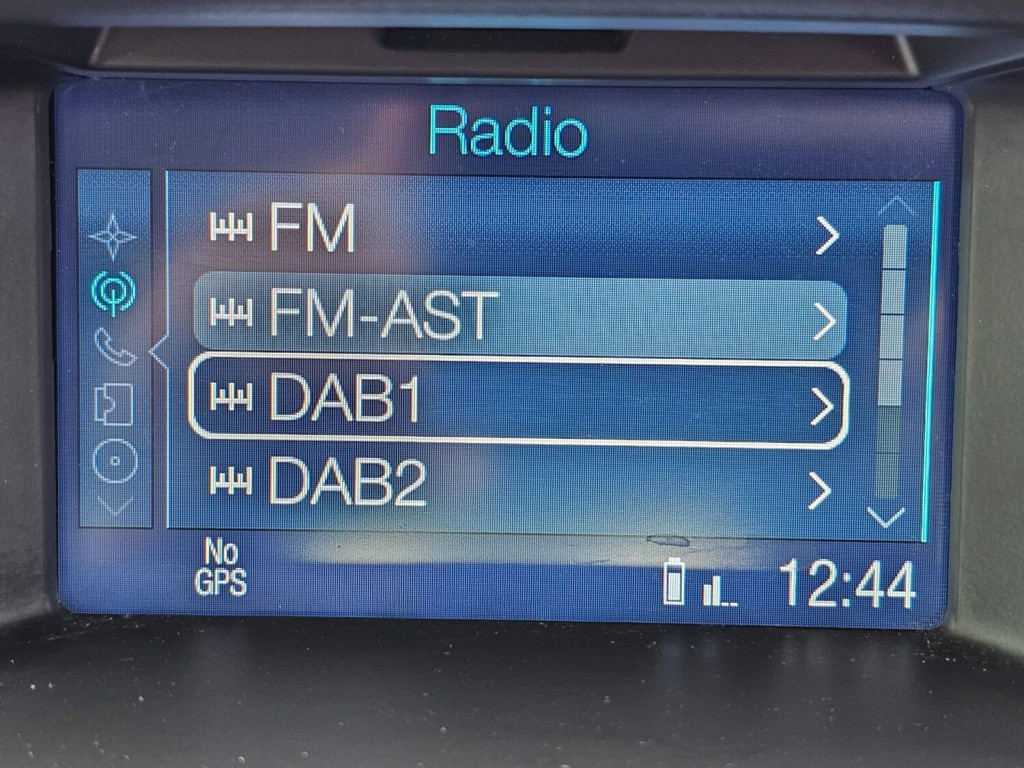 Radio
FM
FM-AST
DAB1
DAB2
No
GPS
12:44